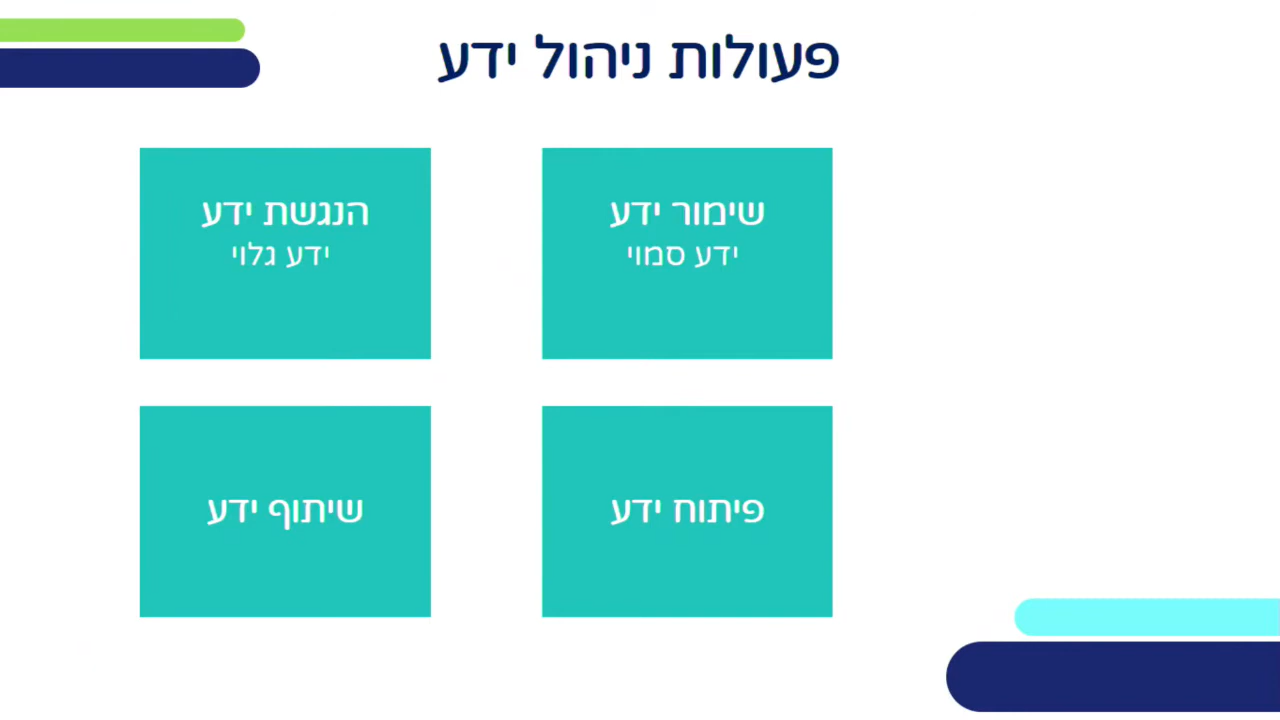 פעולות ניהול ידע
שימור ידע
ידע סמוי
הנגשת ידע
ידע גלוי
פיתוח ידע
שיתוף ידע